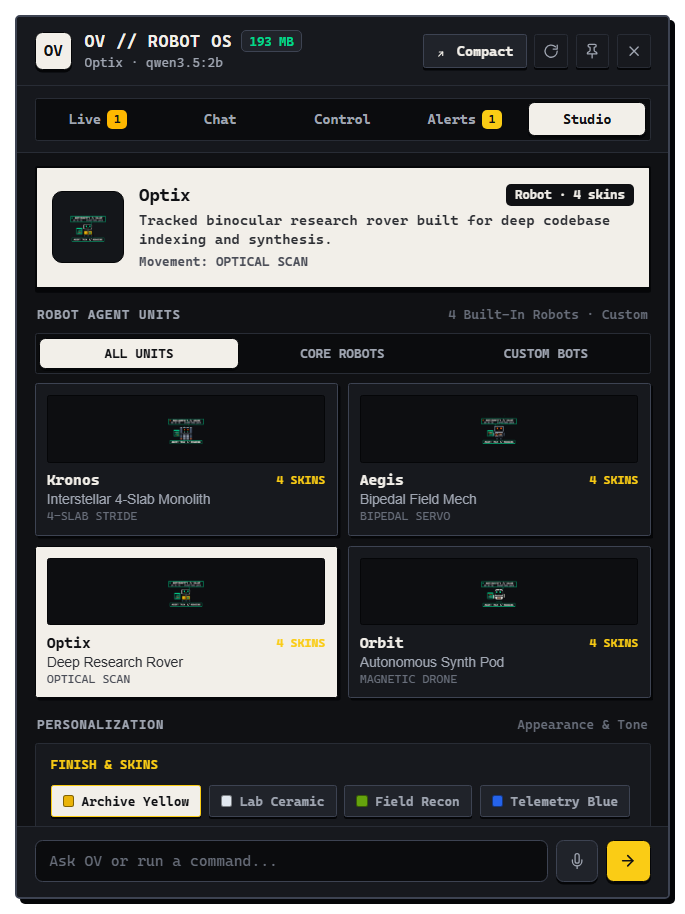 OV
OV // ROBOT OS 193 MB
Optix · qwen3.5:2b
Compact
Live 1
Chat
Control
Alerts 1
Studio
Optix
Robot · 4 skins
Tracked binocular research rover built for deep codebase
indexing and synthesis.
Movement: OPTICAL SCAN
ROBOT AGENT UNITS
4 Built-In Robots · Custom
ALL UNITS
CORE ROBOTS
CUSTOM BOTS
Kronos
4 SKINS
Interstellar 4-Slab Monolith
4-SLAB STRIDE
Aegis
4 SKINS
Bipedal Field Mech
BIPEDAL SERVO
Optix
4 SKINS
Deep Research Rover
OPTICAL SCAN
Orbit
4 SKINS
Autonomous Synth Pod
MAGNETIC DRONE
PERSONALIZATION
Appearance & Tone
FINISH & SKINS
Archive Yellow
Lab Ceramic
Field Recon
Telemetry Blue
Ask OV or run a command...